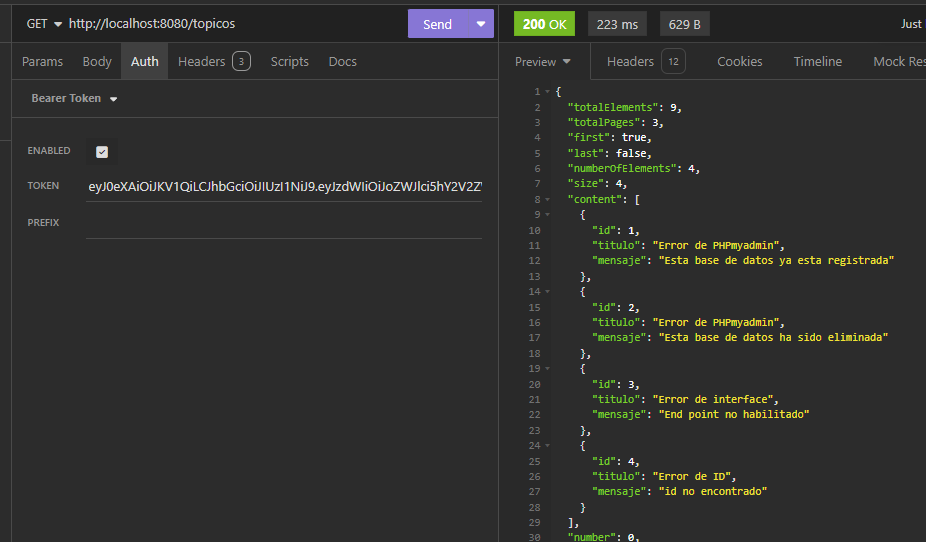 GET http://localhost:8080/topicos Send 200 OK 223 ms 629 B Just
Params Body Auth Headers 3 Scripts Docs Preview Headers 12 Cookies Timeline Mock Res
Bearer Token
ENABLED
TOKEN eyJ0eXAiOiJKV1QiLCJhbGciOiJIUzI1NiJ9.eyJzdWIiOiJoZWJlci5hY2V2ZW
PREFIX
1 {
2 "totalElements": 9,
3 "totalPages": 3,
4 "first": true,
5 "last": false,
6 "numberOfElements": 4,
7 "size": 4,
8 "content": [
9 {
10 "id": 1,
11 "titulo": "Error de PHPmyadmin",
12 "mensaje": "Esta base de datos ya esta registrada"
13 },
14 {
15 "id": 2,
16 "titulo": "Error de PHPmyadmin",
17 "mensaje": "Esta base de datos ha sido eliminada"
18 },
19 {
20 "id": 3,
21 "titulo": "Error de interface",
22 "mensaje": "End point no habilitado"
23 },
24 {
25 "id": 4,
26 "titulo": "Error de ID",
27 "mensaje": "id no encontrado"
28 }
29 ],
30 "number": 0,